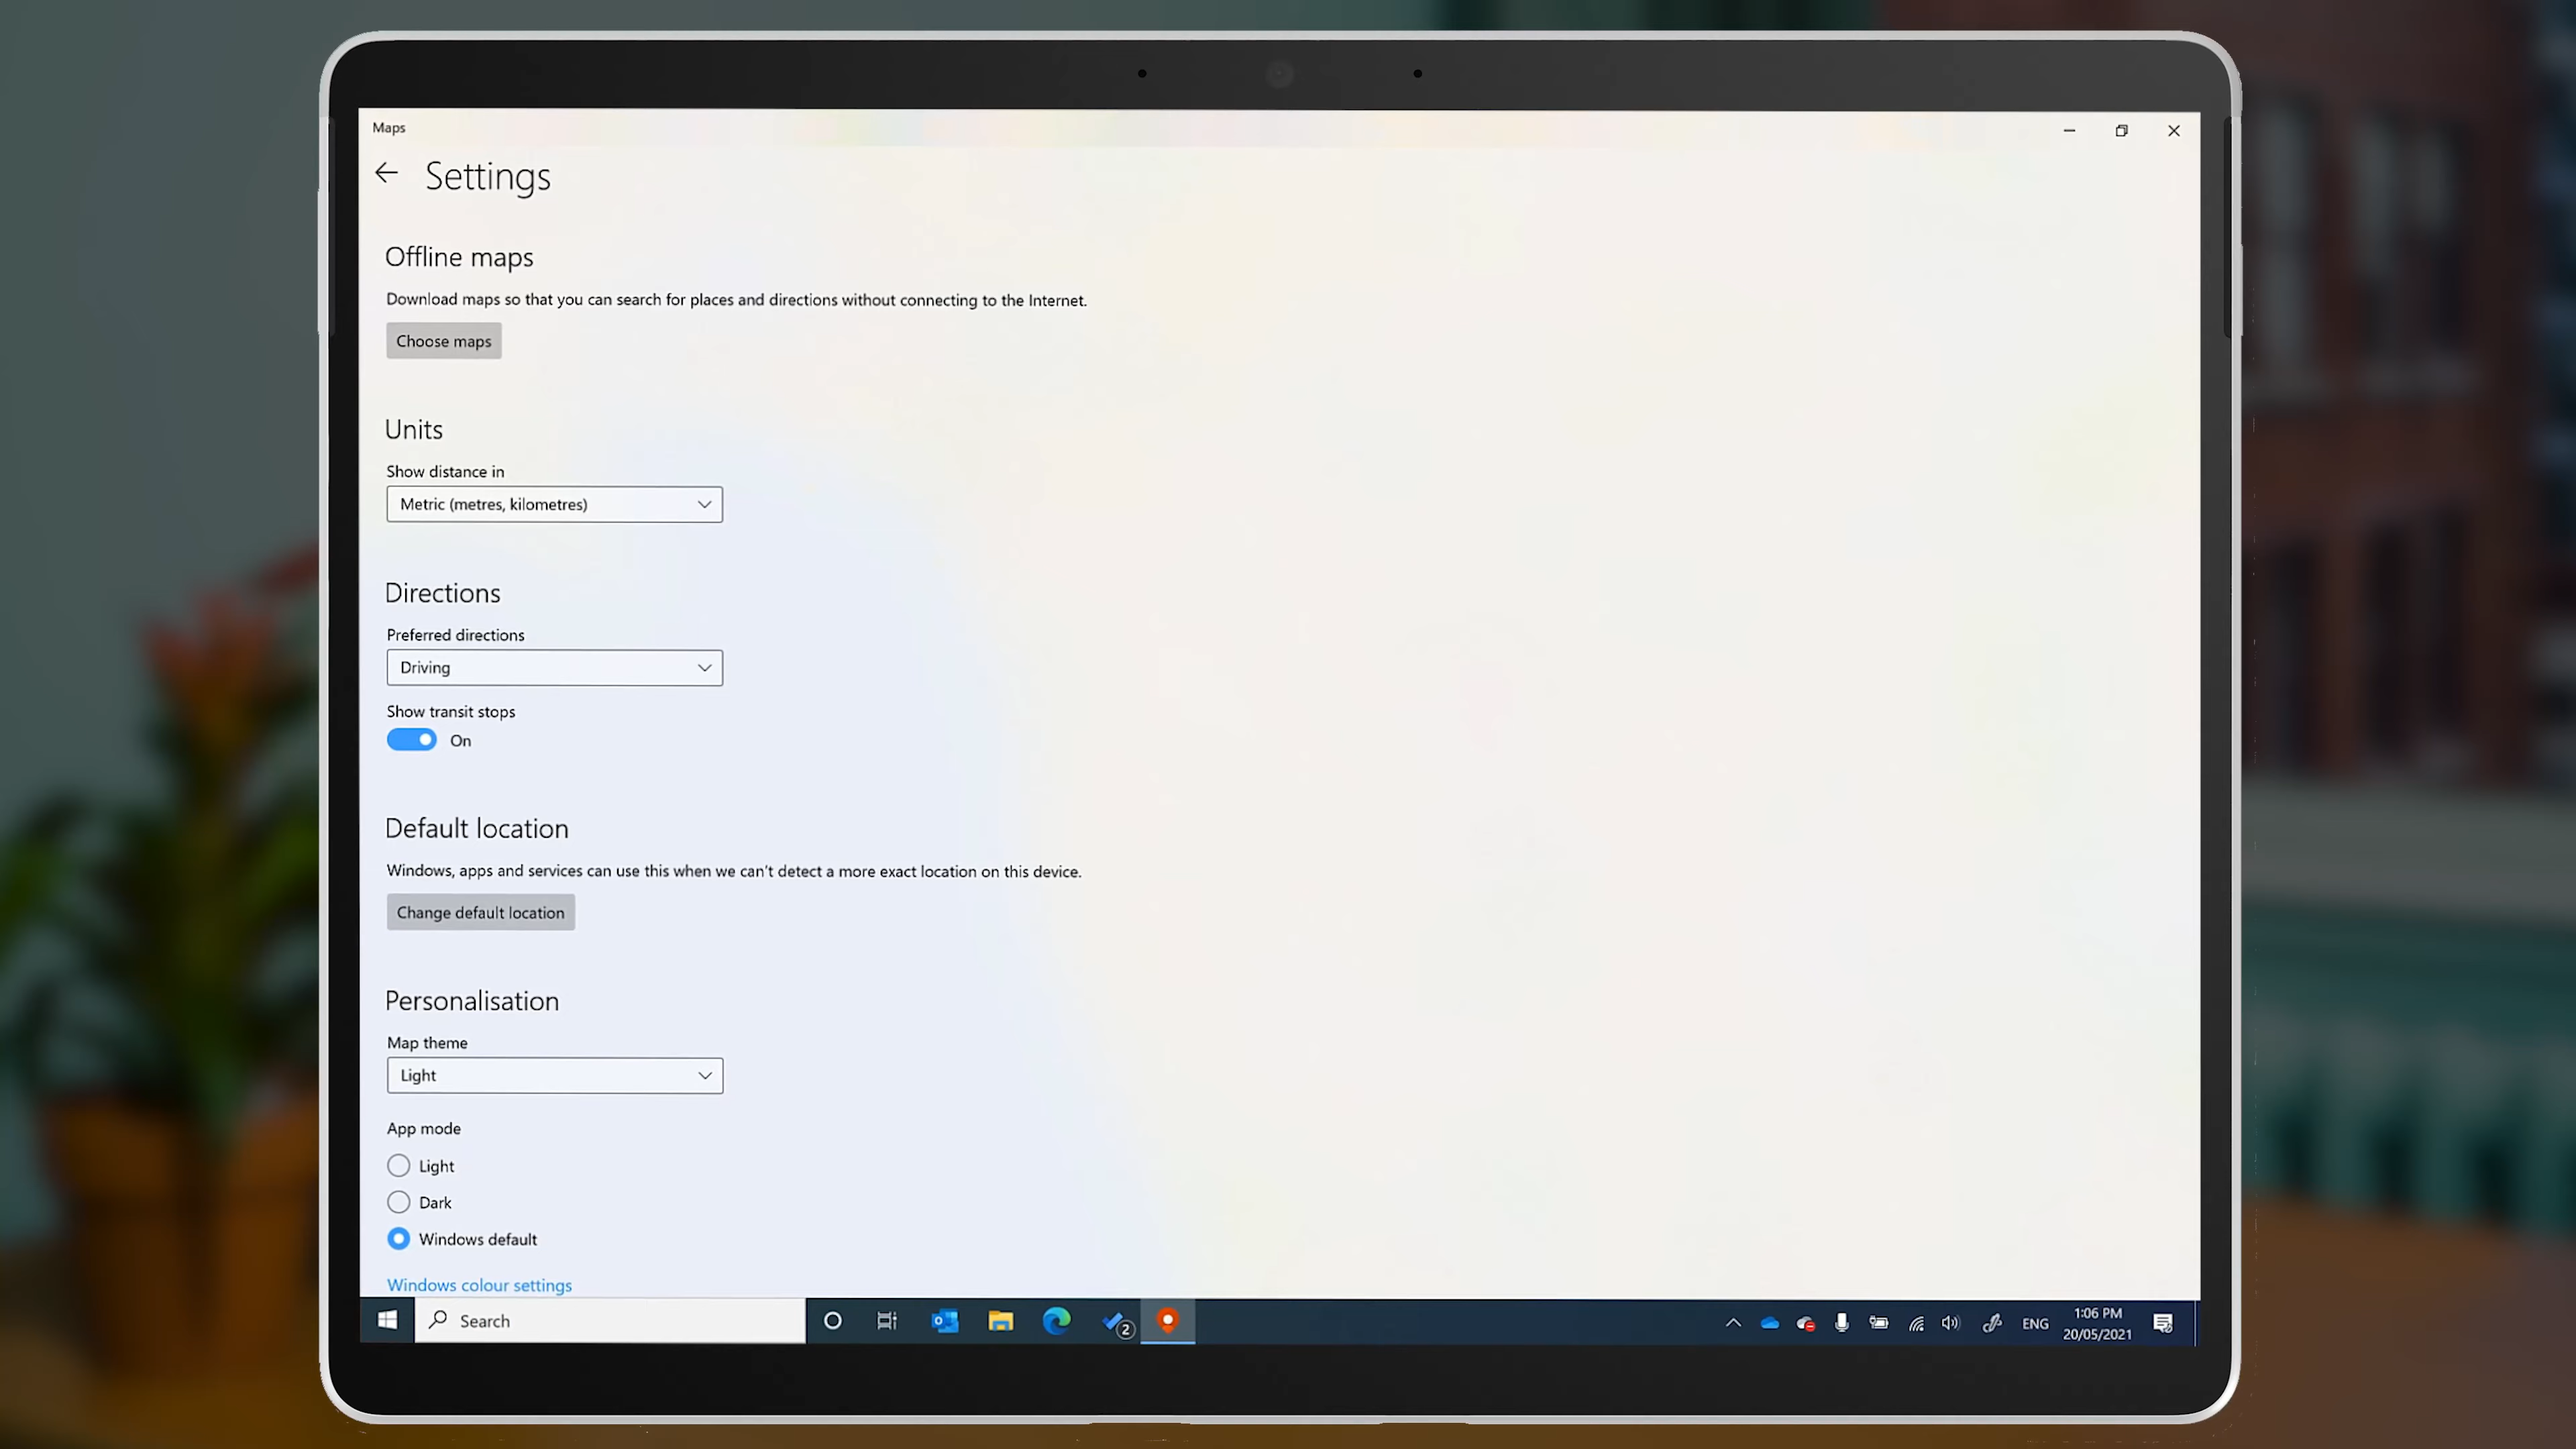 Maps
Settings
Offline maps
Download maps so that you can search for places and directions without connecting to the Internet.
Choose maps
Units
Show distance in
Metric (metres, kilometres)
Directions
Preferred directions
Driving
Show transit stops
On
Default location
Windows, apps and services can use this when we can't detect a more exact location on this device.
Change default location
Personalisation
Map theme
Light
App mode
Light
Dark
Windows default
Windows colour settings
Search
2
ENG
1:06 PM
20/05/2021